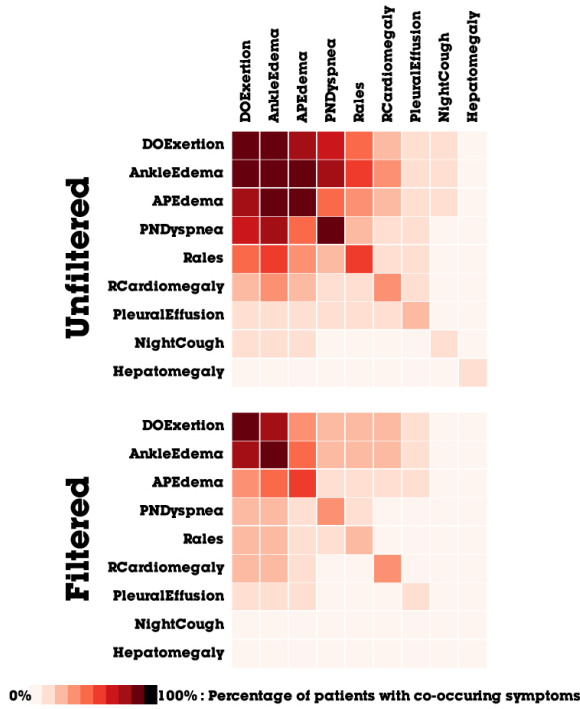 DOExertion
AnkleEdema
APEdema
PNDyspnea
Rales
RCardiomegaly
PleuralEffusion
NightCough
Hepatomegaly
Unfiltered
DOExertion
AnkleEdema
APEdema
PNDyspnea
Rales
RCardiomegaly
PleuralEffusion
NightCough
Hepatomegaly
Filtered
DOExertion
AnkleEdema
APEdema
PNDyspnea
Rales
RCardiomegaly
PleuralEffusion
NightCough
Hepatomegaly
0% 100% : Percentage of patients with co-occuring symptoms